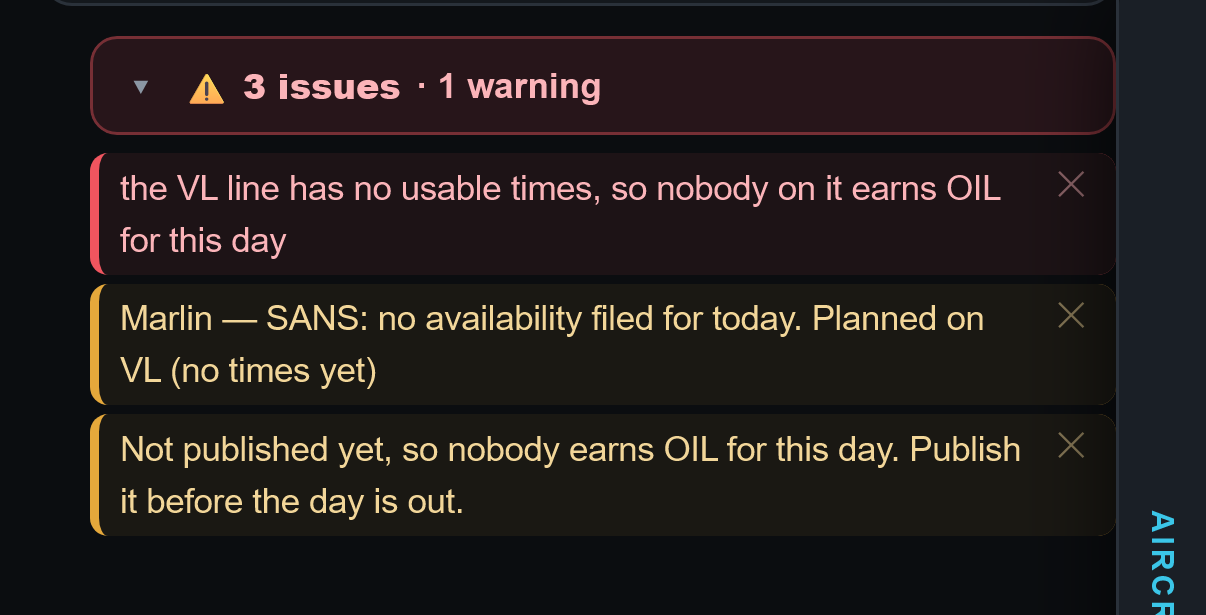 ▼ ⚠️ 3 issues · 1 warning
the VL line has no usable times, so nobody on it earns OIL
for this day
Marlin — SANS: no availability filed for today. Planned on
VL (no times yet)
Not published yet, so nobody earns OIL for this day. Publish
it before the day is out.